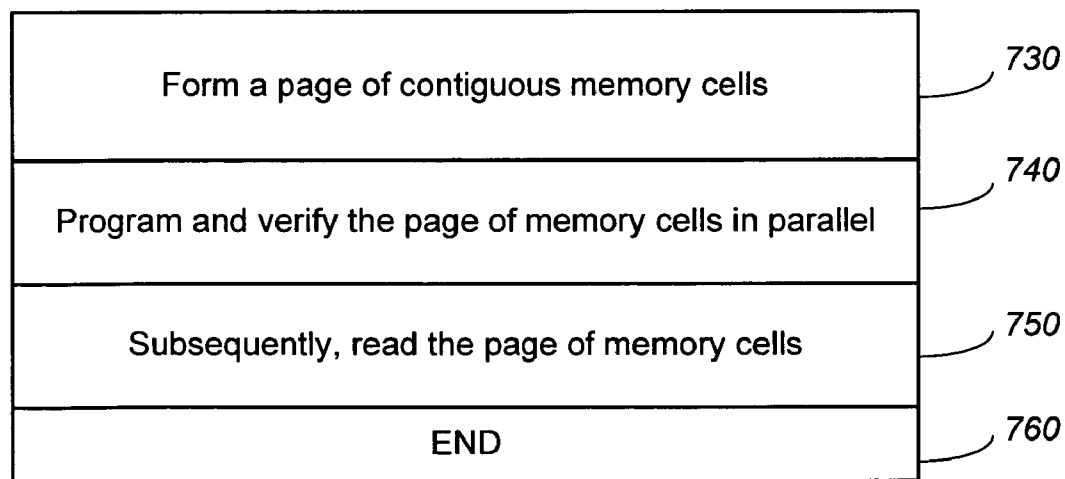 Form a page of contiguous memory cells
730
Program and verify the page of memory cells in parallel
740
Subsequently, read the page of memory cells
750
END
760